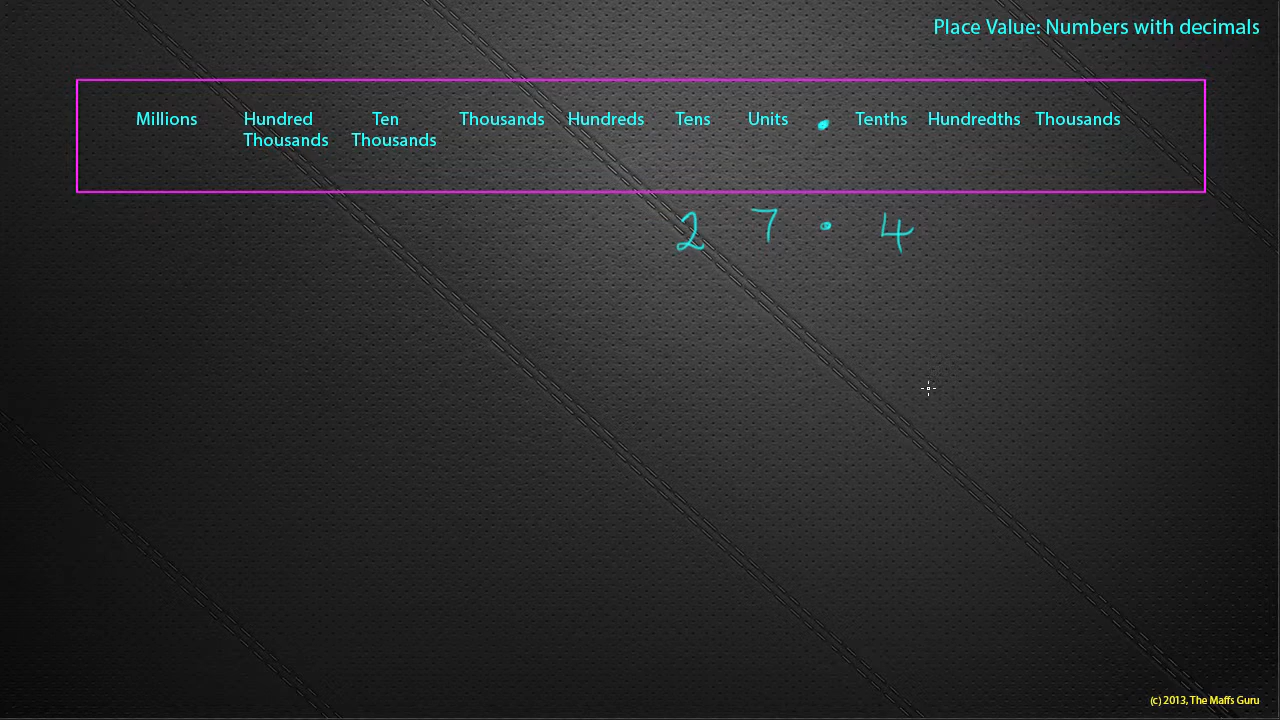 Place Value: Numbers with decimals
Millions Hundred Thousands Ten Thousands Thousands Hundreds Tens Units . Tenths Hundredths Thousands
2 7 . 4
(c) 2013, The Maffs Guru